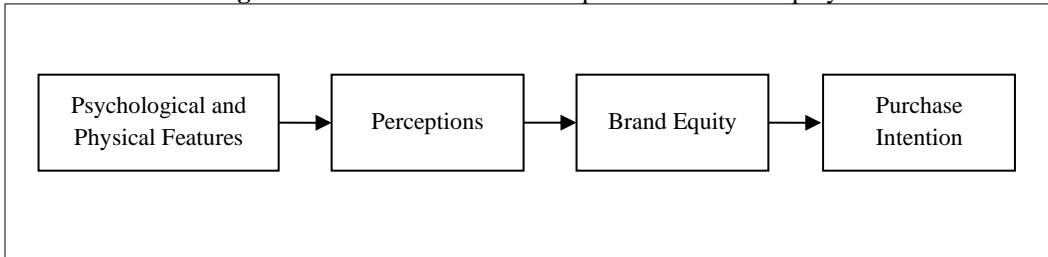 Psychological and
Physical Features
Perceptions
Brand Equity
Purchase
Intention